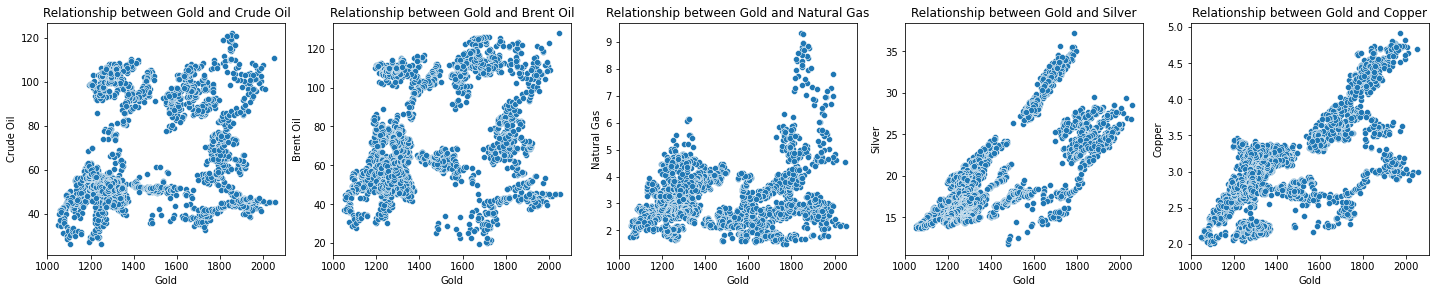 Relationship between Gold and Crude Oil
Crude Oil
120
100
80
60
40
1000 1200 1400 1600 1800 2000
Gold
Relationship between Gold and Brent Oil
Brent Oil
120
100
80
60
40
20
1000 1200 1400 1600 1800 2000
Gold
Relationship between Gold and Natural Gas
Natural Gas
9
8
7
6
5
4
3
2
1000 1200 1400 1600 1800 2000
Gold
Relationship between Gold and Silver
Silver
35
30
25
20
15
1000 1200 1400 1600 1800 2000
Gold
Relationship between Gold and Copper
Copper
5.0
4.5
4.0
3.5
3.0
2.5
2.0
1000 1200 1400 1600 1800 2000
Gold